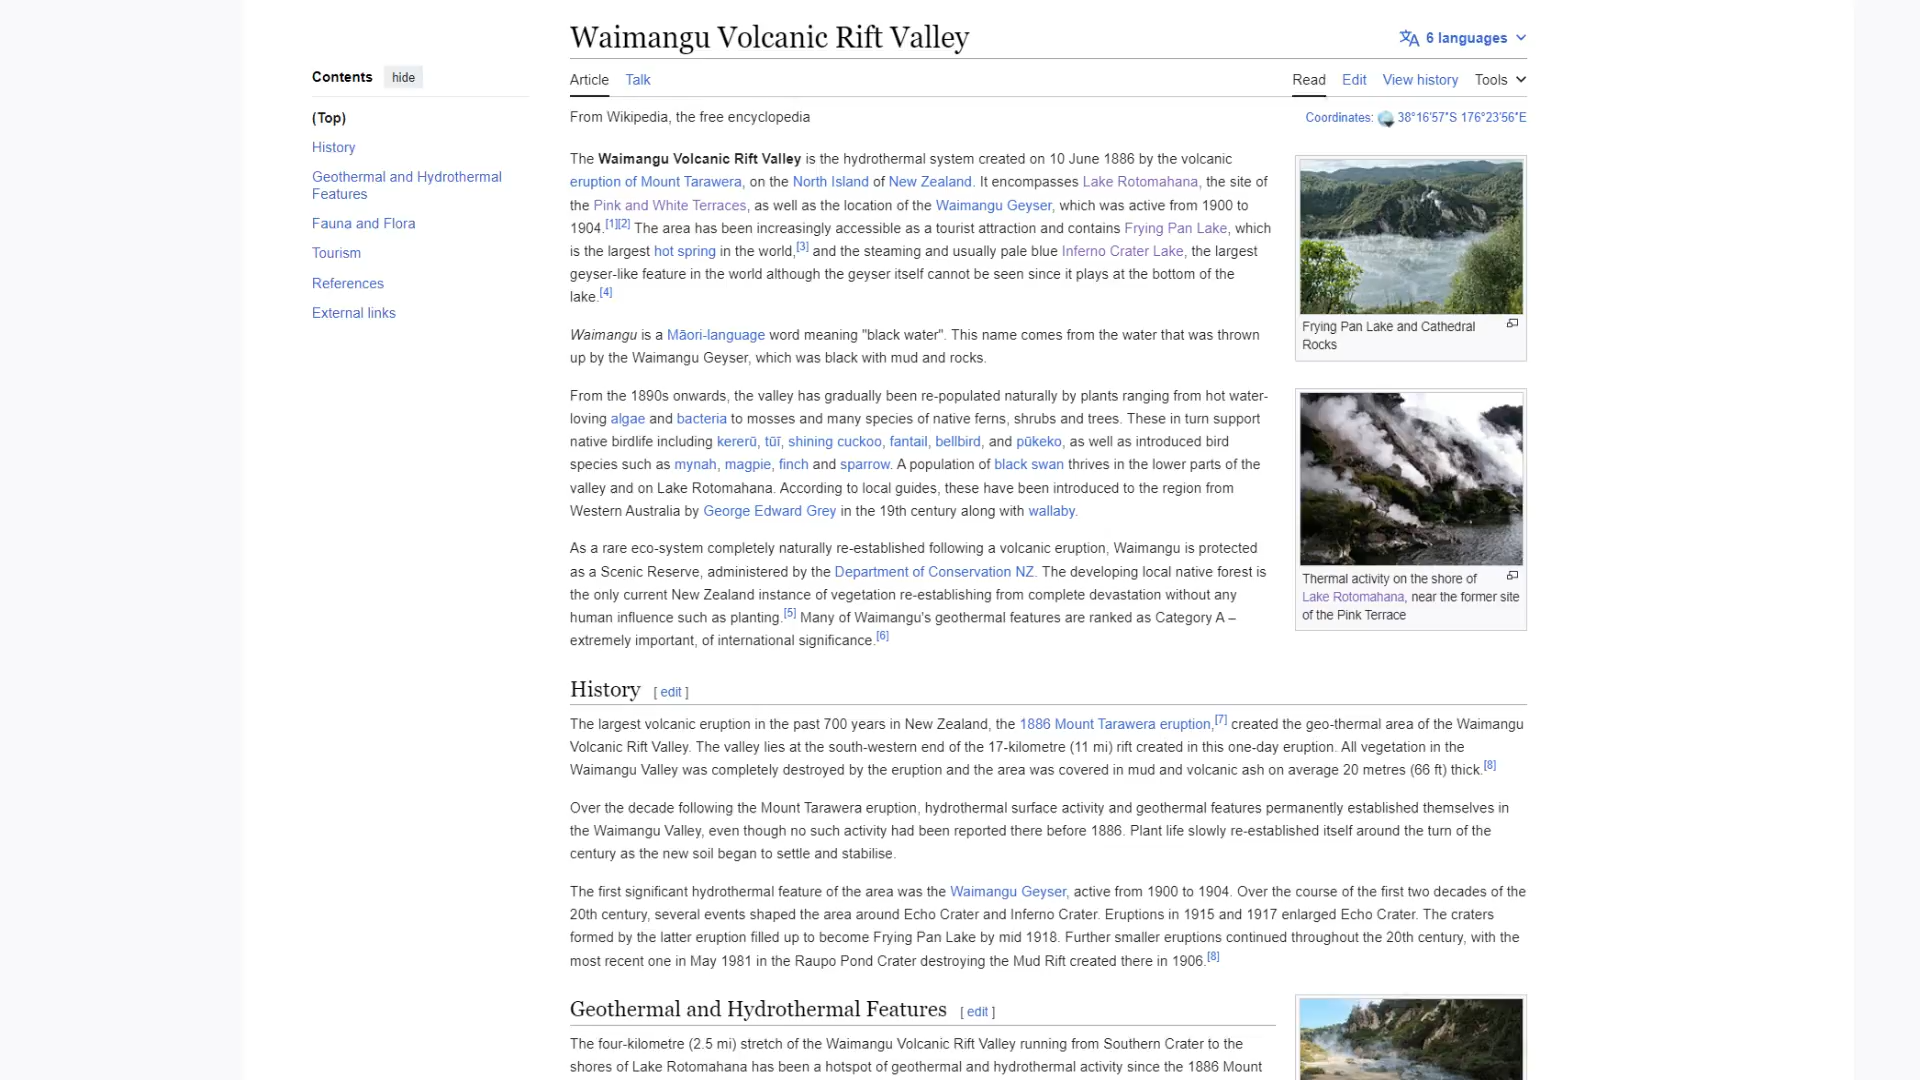 Waimangu Volcanic Rift Valley
6 languages
Contents hide
Article Talk
Read Edit View history Tools
(Top)
History
Geothermal and Hydrothermal
Features
Fauna and Flora
Tourism
References
External links
From Wikipedia, the free encyclopedia
Coordinates: 38°16′57″S 176°23′56″E
The Waimangu Volcanic Rift Valley is the hydrothermal system created on 10 June 1886 by the volcanic
eruption of Mount Tarawera, on the North Island of New Zealand. It encompasses Lake Rotomahana, the site of
the Pink and White Terraces, as well as the location of the Waimangu Geyser, which was active from 1900 to
1904.[1][2] The area has been increasingly accessible as a tourist attraction and contains Frying Pan Lake, which
is the largest hot spring in the world,[3] and the steaming and usually pale blue Inferno Crater Lake, the largest
geyser-like feature in the world although the geyser itself cannot be seen since it plays at the bottom of the
lake.[4]
Frying Pan Lake and Cathedral
Rocks
Waimangu is a Māori-language word meaning "black water". This name comes from the water that was thrown
up by the Waimangu Geyser, which was black with mud and rocks.
From the 1890s onwards, the valley has gradually been re-populated naturally by plants ranging from hot water-
loving algae and bacteria to mosses and many species of native ferns, shrubs and trees. These in turn support
native birdlife including kererū, tūī, shining cuckoo, fantail, bellbird, and pūkeko, as well as introduced bird
species such as mynah, magpie, finch and sparrow. A population of black swan thrives in the lower parts of the
valley and on Lake Rotomahana. According to local guides, these have been introduced to the region from
Western Australia by George Edward Grey in the 19th century along with wallaby.
Thermal activity on the shore of
Lake Rotomahana, near the former site
of the Pink Terrace
As a rare eco-system completely naturally re-established following a volcanic eruption, Waimangu is protected
as a Scenic Reserve, administered by the Department of Conservation NZ. The developing local native forest is
the only current New Zealand instance of vegetation re-establishing from complete devastation without any
human influence such as planting.[5] Many of Waimangu's geothermal features are ranked as Category A –
extremely important, of international significance.[6]
History [ edit ]
The largest volcanic eruption in the past 700 years in New Zealand, the 1886 Mount Tarawera eruption,[7] created the geo-thermal area of the Waimangu
Volcanic Rift Valley. The valley lies at the south-western end of the 17-kilometre (11 mi) rift created in this one-day eruption. All vegetation in the
Waimangu Valley was completely destroyed by the eruption and the area was covered in mud and volcanic ash on average 20 metres (66 ft) thick.[8]
Over the decade following the Mount Tarawera eruption, hydrothermal surface activity and geothermal features permanently established themselves in
the Waimangu Valley, even though no such activity had been reported there before 1886. Plant life slowly re-established itself around the turn of the
century as the new soil began to settle and stabilise.
The first significant hydrothermal feature of the area was the Waimangu Geyser, active from 1900 to 1904. Over the course of the first two decades of the
20th century, several events shaped the area around Echo Crater and Inferno Crater. Eruptions in 1915 and 1917 enlarged Echo Crater. The craters
formed by the latter eruption filled up to become Frying Pan Lake by mid 1918. Further smaller eruptions continued throughout the 20th century, with the
most recent one in May 1981 in the Raupo Pond Crater destroying the Mud Rift created there in 1906.[8]
Geothermal and Hydrothermal Features [ edit ]
The four-kilometre (2.5 mi) stretch of the Waimangu Volcanic Rift Valley running from Southern Crater to the
shores of Lake Rotomahana has been a hotspot of geothermal and hydrothermal activity since the 1886 Mount